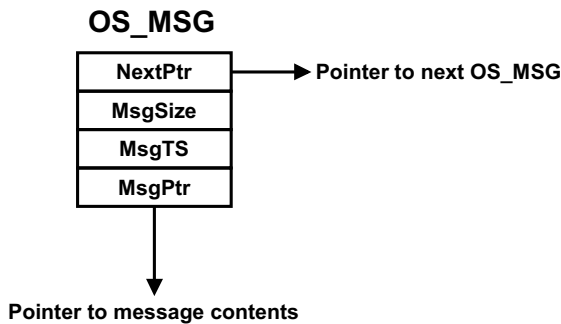 OS_MSG
NextPtr
Pointer to next OS_MSG
MsgSize
MsgTS
MsgPtr
Pointer to message contents